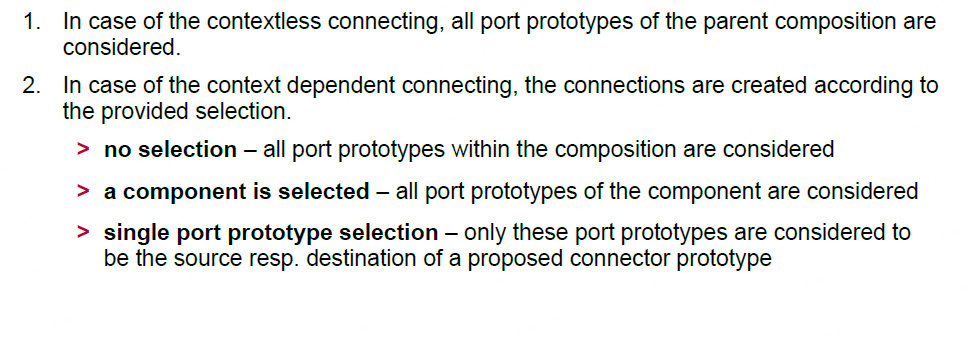 1. In case of the contextless connecting, all port prototypes of the parent composition are
considered.
2. In case of the context dependent connecting, the connections are created according to
the provided selection.
> no selection – all port prototypes within the composition are considered
> a component is selected – all port prototypes of the component are considered
> single port prototype selection – only these port prototypes are considered to
be the source resp. destination of a proposed connector prototype